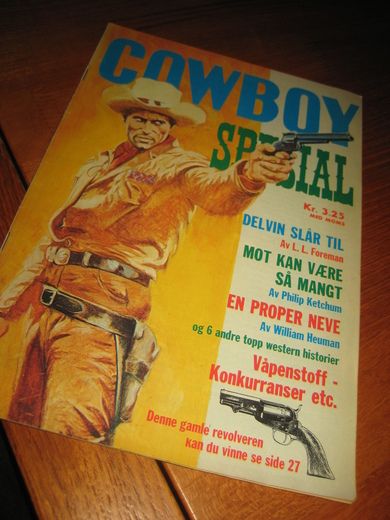 COWBOY
SPESIAL
Kr. 3.25
MED MOMS
DELVIN SLÅR TIL
Av L. L. Foreman
MOT KAN VÆRE
SÅ MANGT
Av Philip Ketchum
EN PROPER NEVE
Av William Heuman
og 6 andre topp western historier
Våpenstoff -
Konkurranser etc.
Denne gamle revolveren
kan du vinne se side 27